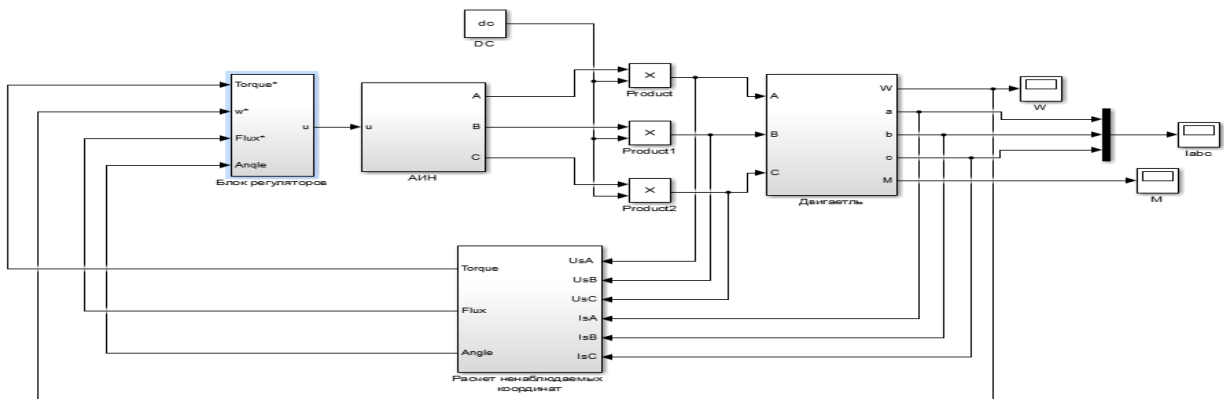 dc
DC
Torque*
w*
Flux*
Angle
u
Блок регуляторов
u
A
B
C
АИН
×
Product
×
Product1
×
Product2
A
B
C
W
a
b
c
M
Двигаетль
W
Iabc
M
Torque
Flux
Angle
UsA
UsB
UsC
IsA
IsB
IsC
Расчет ненаблюдаемых
координат